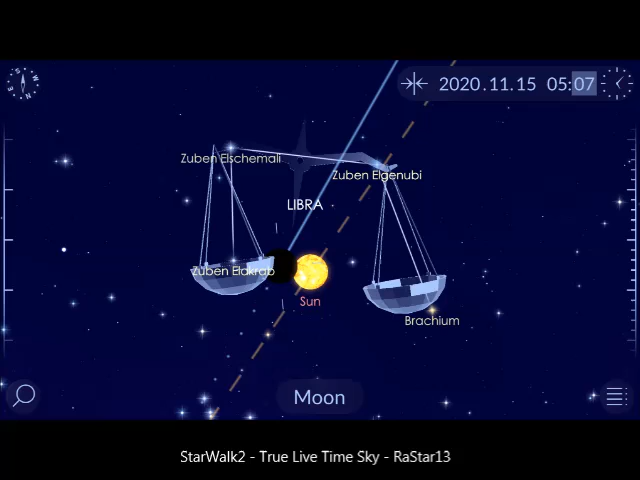 2020.11.15 05:07
Zuben Elschemali
Zuben Elgenubi
LIBRA
Zuben Elakrab
Sun
Brachium
Moon
StarWalk2 - True Live Time Sky - RaStar13